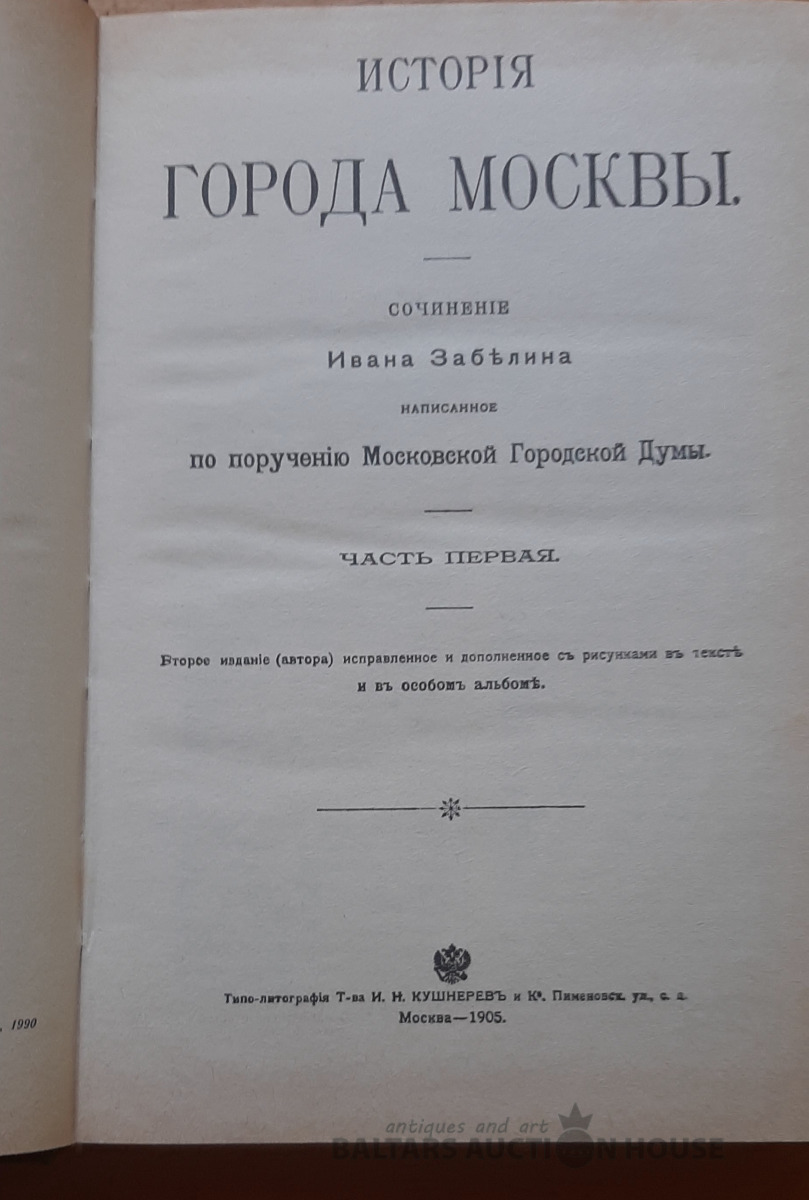 ИСТОРІЯ
ГОРОДА МОСКВЫ.
СОЧИНЕНІЕ
Ивана Забѣлина
НАПИСАННОЕ
по порученію Московской Городской Думы.
ЧАСТЬ ПЕРВАЯ.
Второе изданіе (автора) исправленное и дополненное съ рисунками въ текстѣ
и въ особомъ альбомѣ.
Типо-литографія Т-ва И. Н. КУШНЕРЕВЪ и Кº. Пименовск. ул., с. д.
Москва—1905.
, 1990
antiques and art
BALTARS AUCTION HOUSE